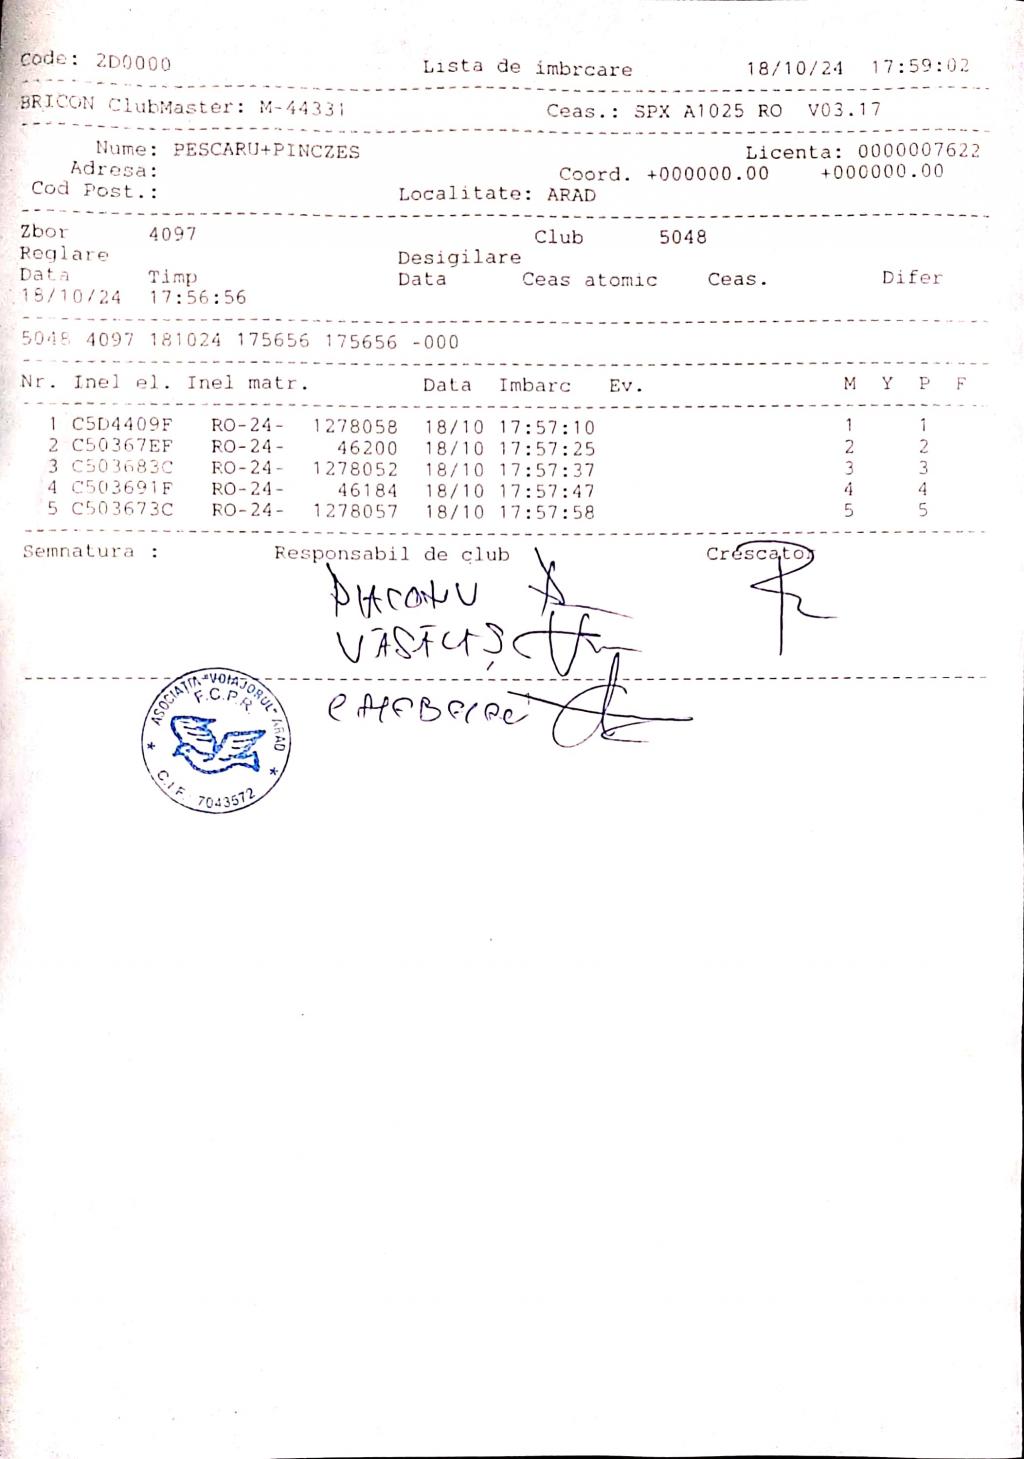 Code: 2D0000 Lista de imbrcare 18/10/24 17:59:02
BRICON ClubMaster: M-44331 Ceas.: SPX A1025 RO V03.17
Nume: PESCARU+PINCZES Licenta: 0000007622
Adresa: Coord. +000000.00 +000000.00
Cod Post.: Localitate: ARAD
Zbor 4097 Club 5048
Reglare Desigilare
Data Timp Data Ceas atomic Ceas. Difer
18/10/24 17:56:56
5048 4097 181024 175656 175656 -000
Nr. Inel el. Inel matr. Data Imbarc Ev. M Y P F
1 C5D4409F RO-24- 1278058 18/10 17:57:10 1 1
2 C50367EF RO-24- 46200 18/10 17:57:25 2 2
3 C503683C RO-24- 1278052 18/10 17:57:37 3 3
4 C503691F RO-24- 46184 18/10 17:57:47 4 4
5 C503673C RO-24- 1278057 18/10 17:57:58 5 5
Semnatura : Responsabil de club Crescator
DIACONU
ASOCIATIA "VOIAJORUL" ARAD
F.C.P.R.
* C.I.F. 7043572 *